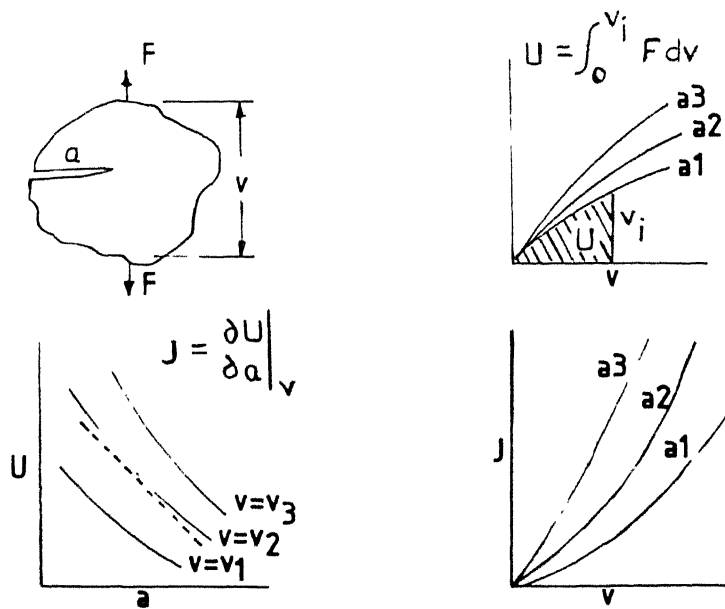 F
a
v
F
U = ∫₀^{v_i} F dv
a3
a2
a1
v_i
U
v
J = ∂U/∂a|_v
U
v=v₃
v=v₂
v=v₁
a
J
a3
a2
a1
v